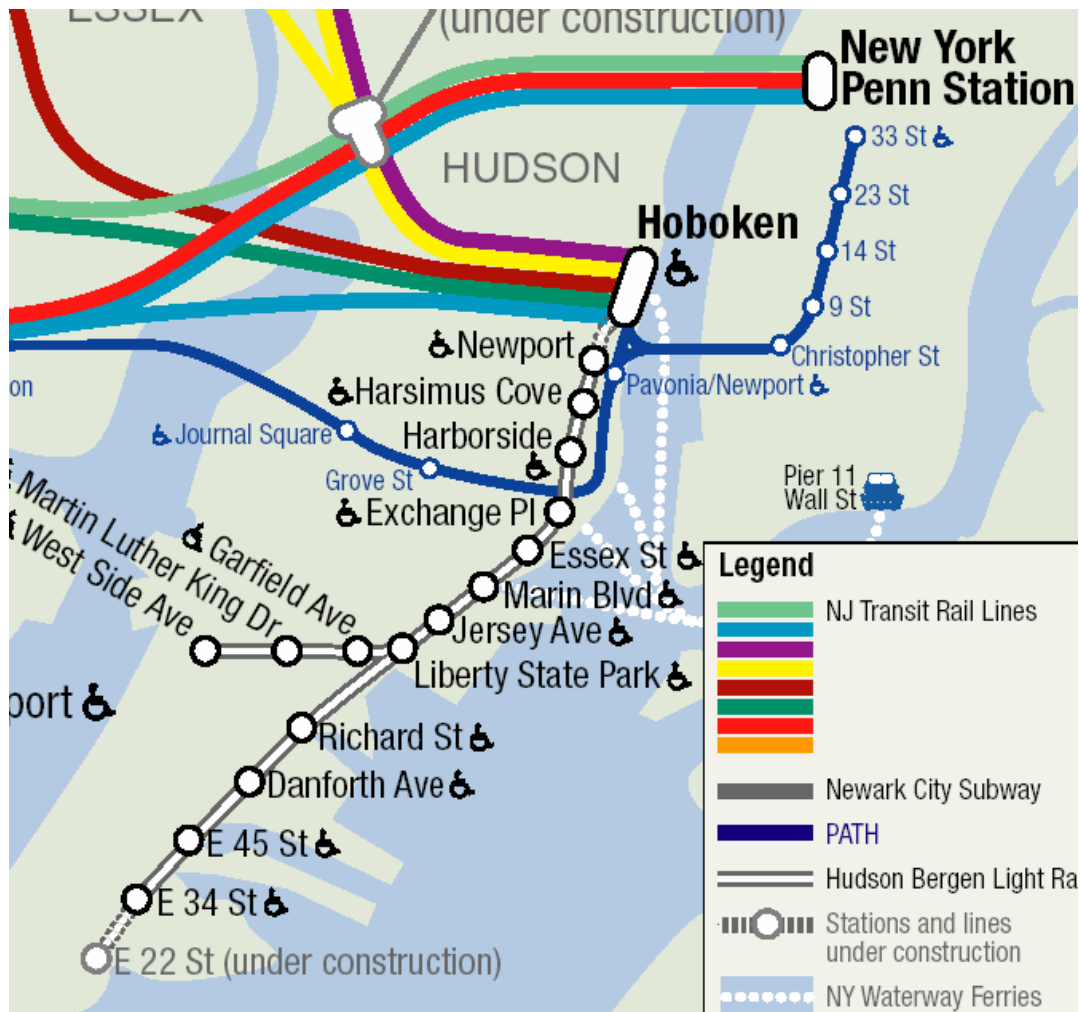 ESSEX
(under construction)
New York
Penn Station
33 St
HUDSON
23 St
Hoboken
14 St
9 St
Newport
Christopher St
Harsimus Cove
Pavonia/Newport
on
Journal Square
Harborside
Grove St
Pier 11
Wall St
Exchange Pl
Martin Luther King Dr
West Side Ave
Garfield Ave
Essex St
Marin Blvd
Jersey Ave
Liberty State Park
port
Richard St
Danforth Ave
E 45 St
E 34 St
E 22 St (under construction)
Legend
NJ Transit Rail Lines
Newark City Subway
PATH
Hudson Bergen Light Ra
Stations and lines
under construction
NY Waterway Ferries